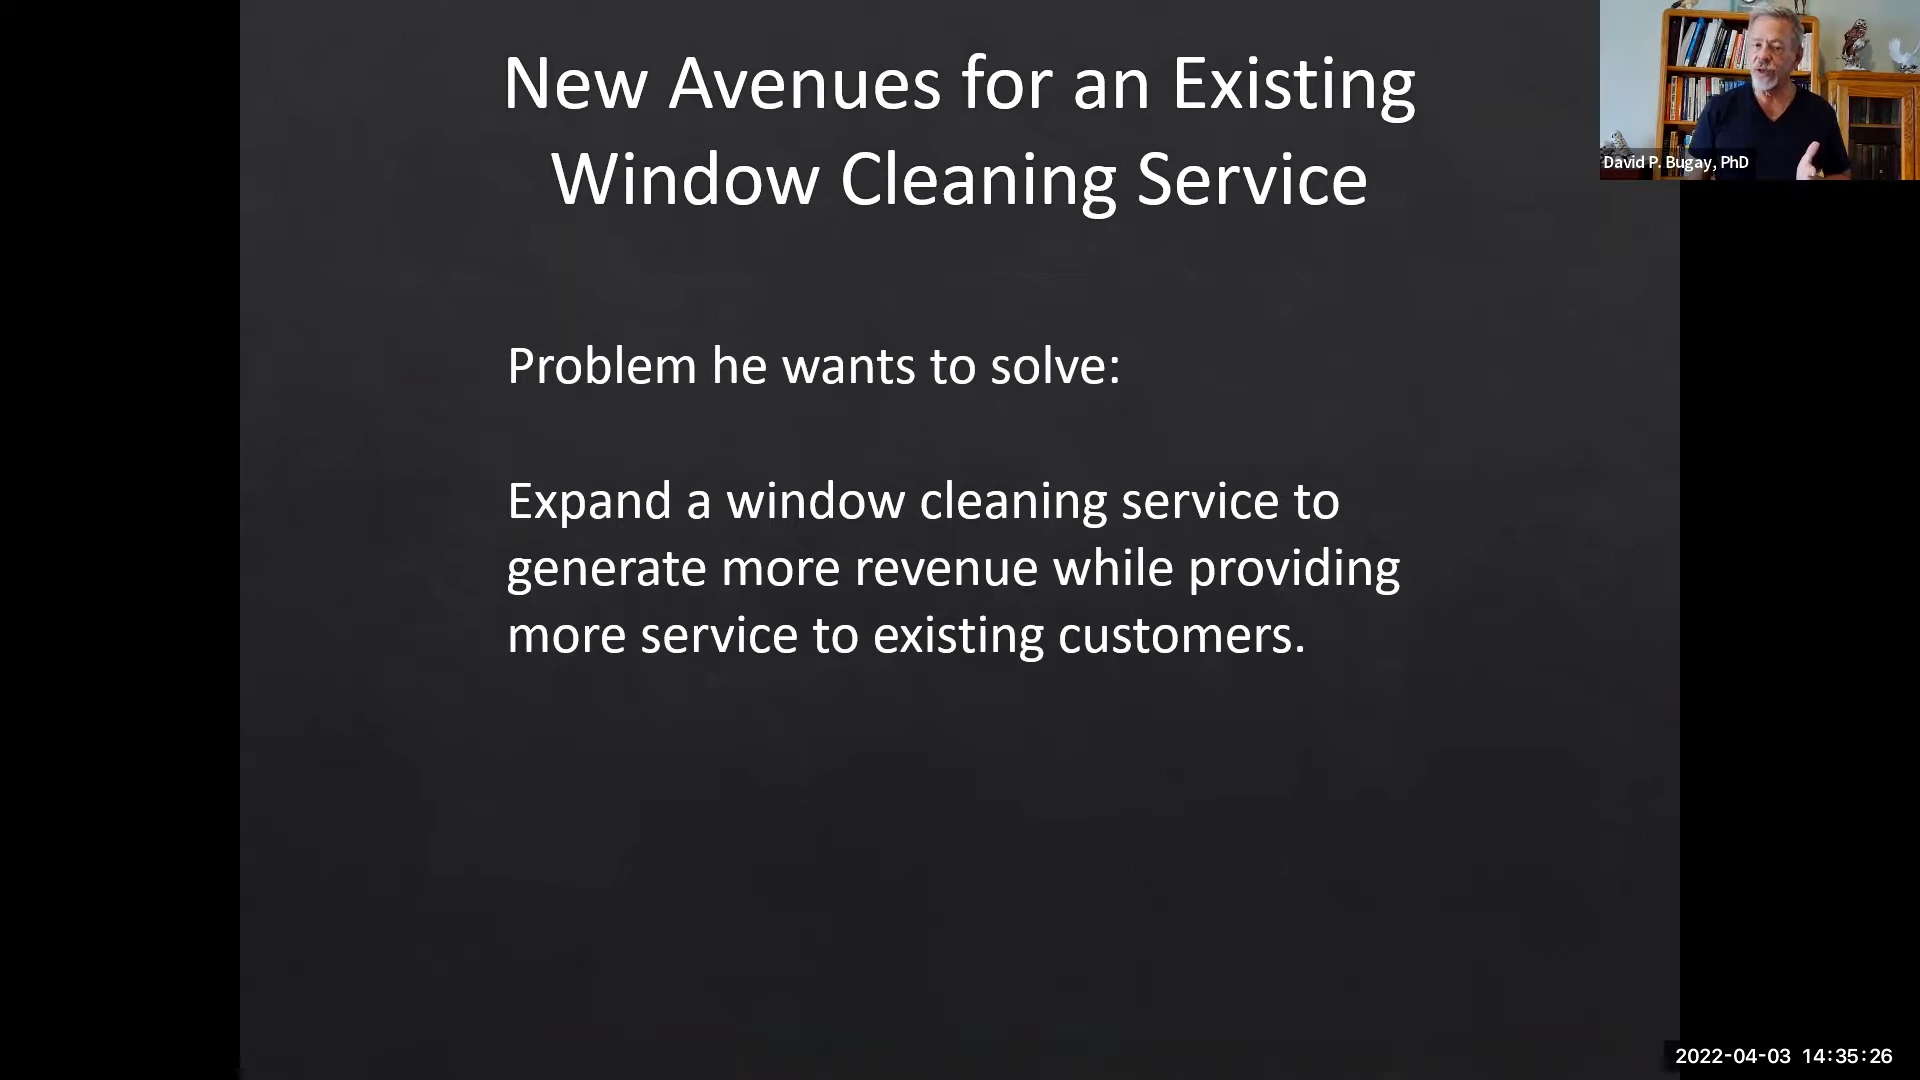 New Avenues for an Existing
Window Cleaning Service
David P. Bugay, PhD
Problem he wants to solve:
Expand a window cleaning service to
generate more revenue while providing
more service to existing customers.
2022-04-03 14:35:26